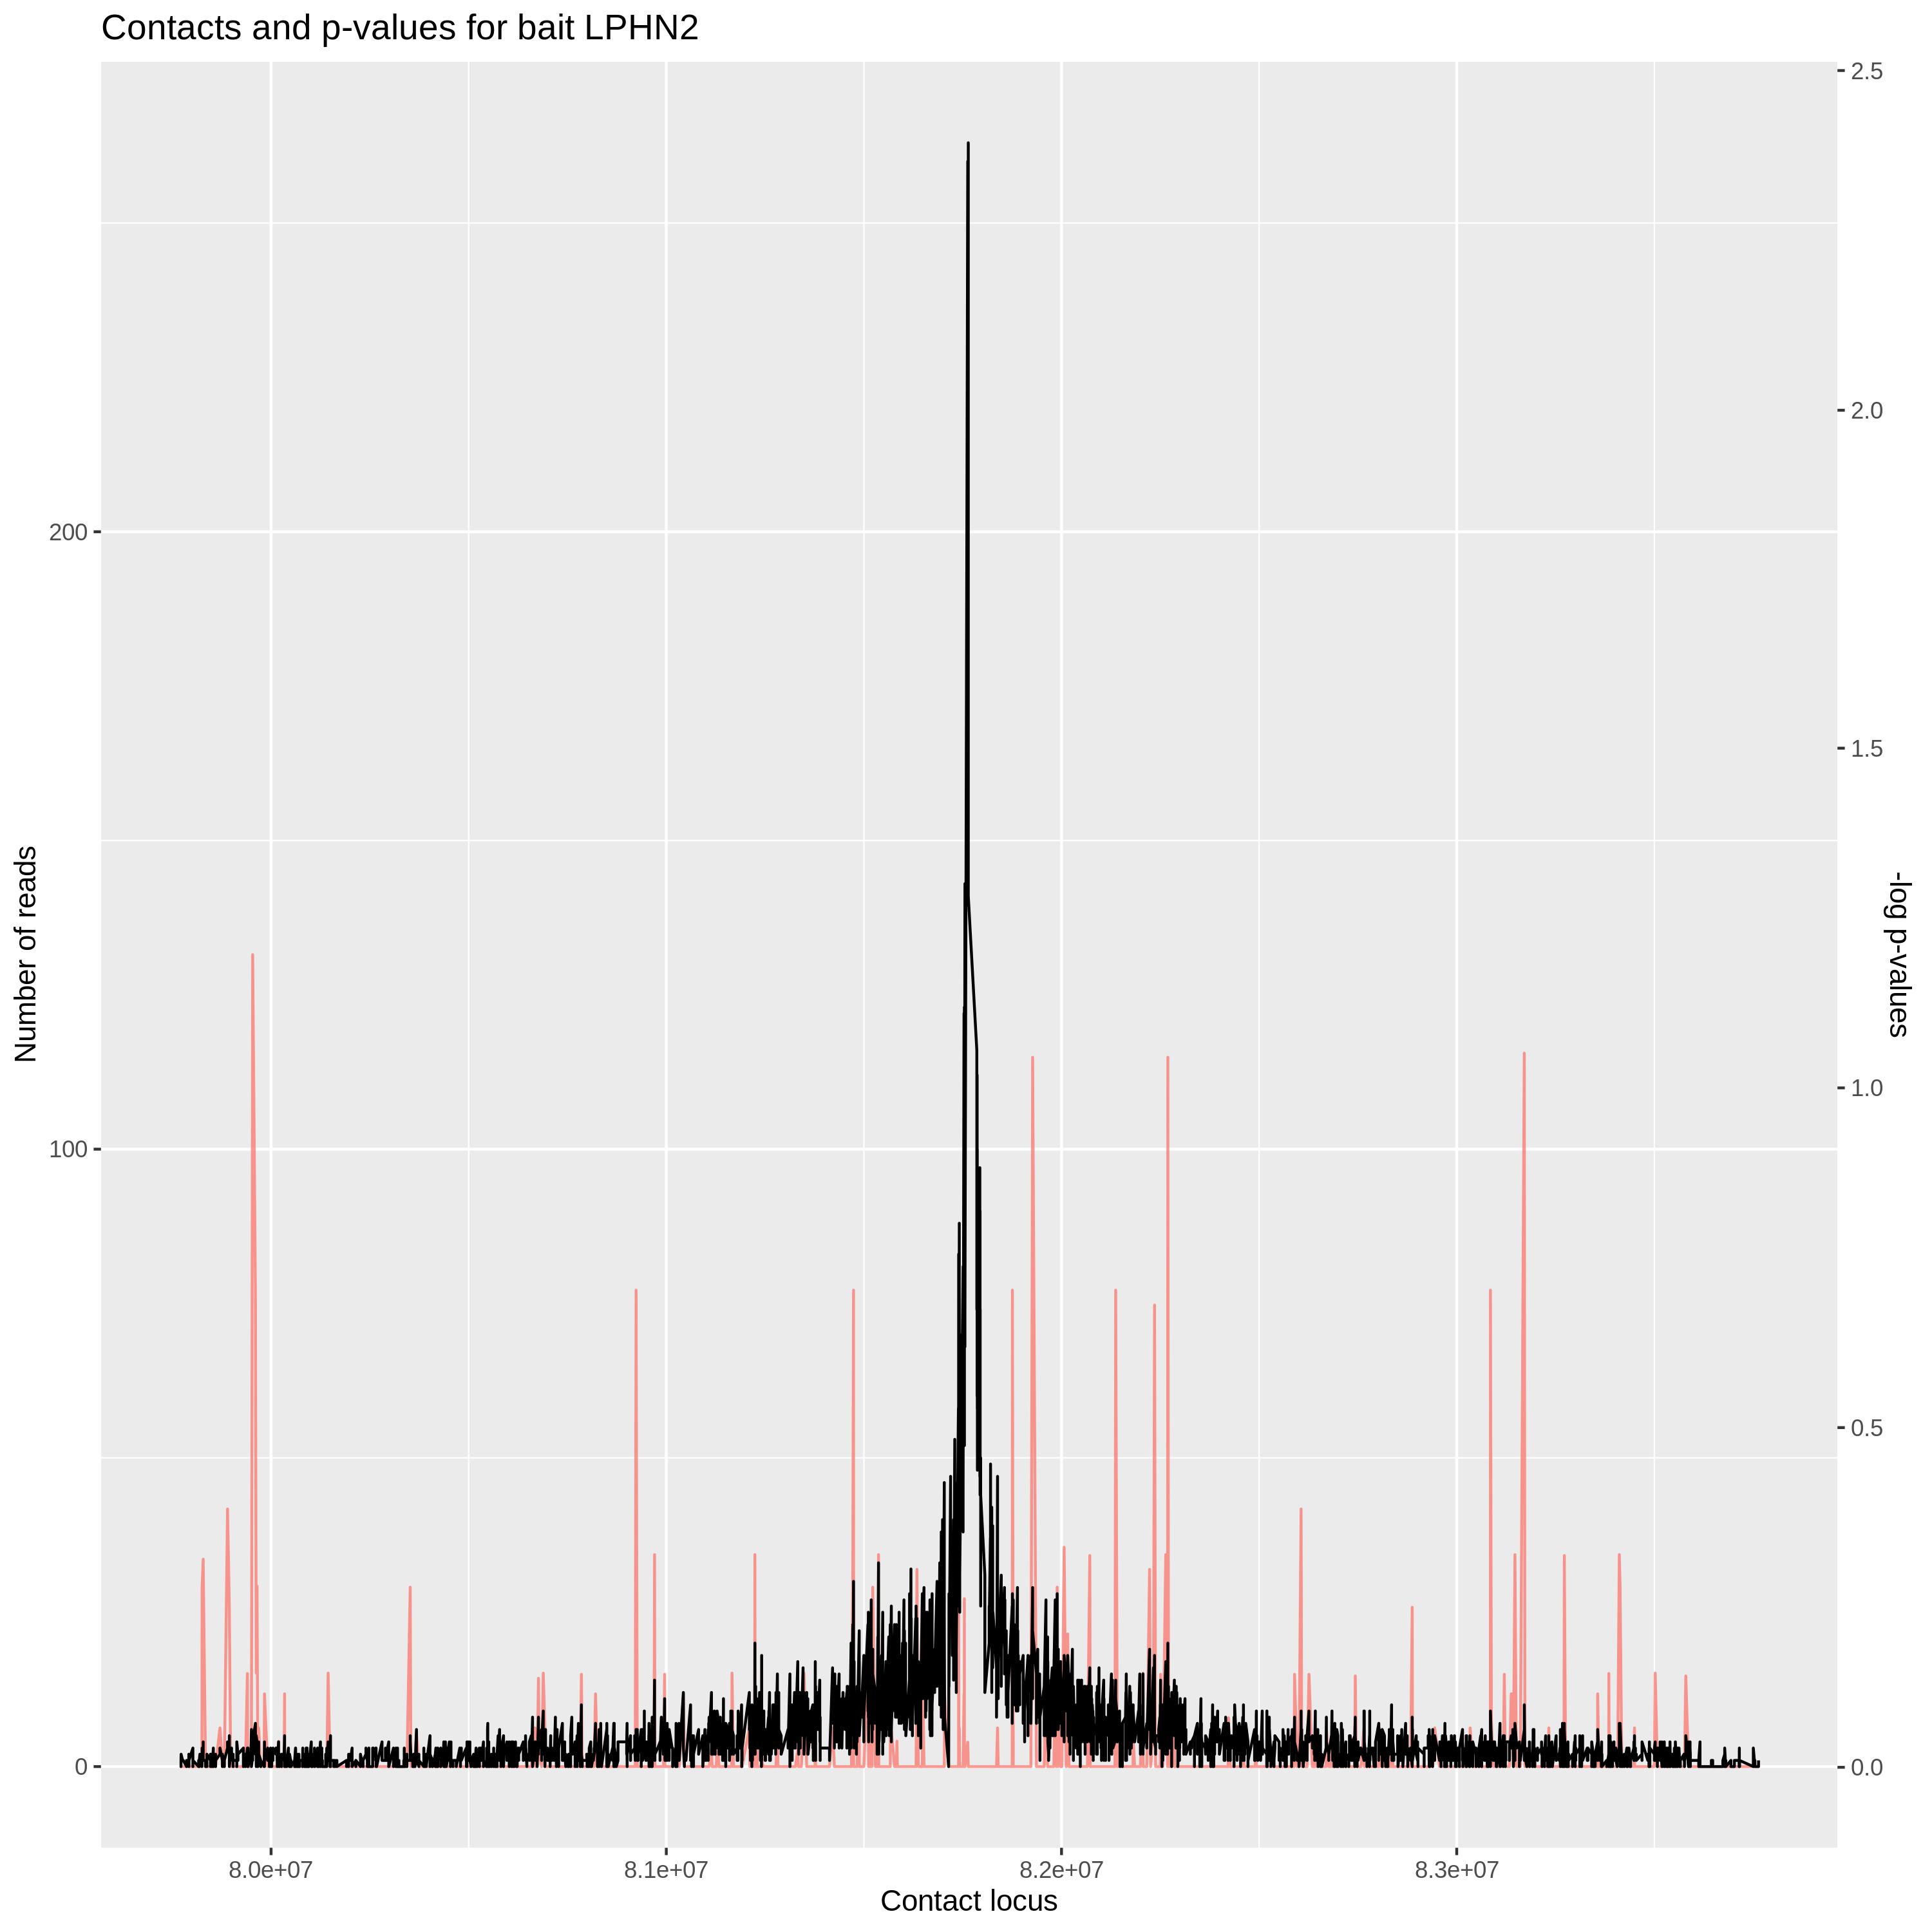 Contacts and p-values for bait LPHN2
2.5
2.0
200
1.5
Number of reads
-log p-values
1.0
100
0.5
0
0.0
8.0e+07
8.1e+07
8.2e+07
8.3e+07
Contact locus